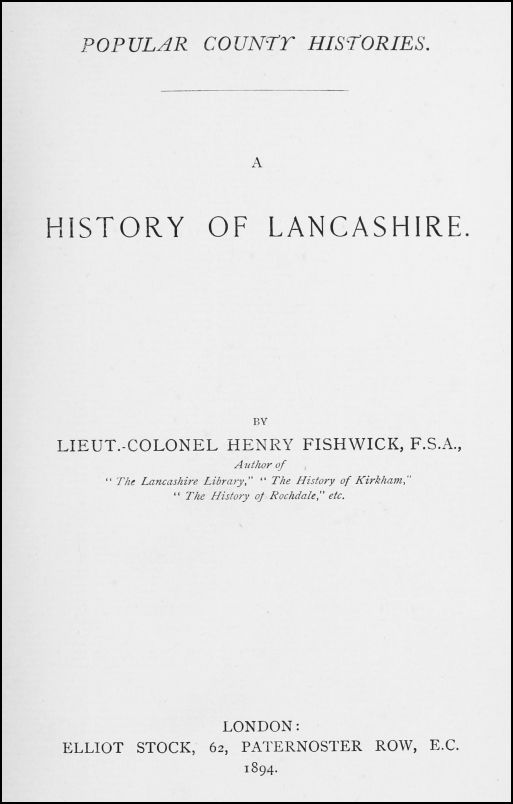 POPULAR COUNTY HISTORIES.
A
HISTORY OF LANCASHIRE.
BY
LIEUT.-COLONEL HENRY FISHWICK, F.S.A.,
Author of
“ The Lancashire Library,” “ The History of Kirkham,”
“ The History of Rochdale,” etc.
LONDON:
ELLIOT STOCK, 62, PATERNOSTER ROW, E.C.
1894.